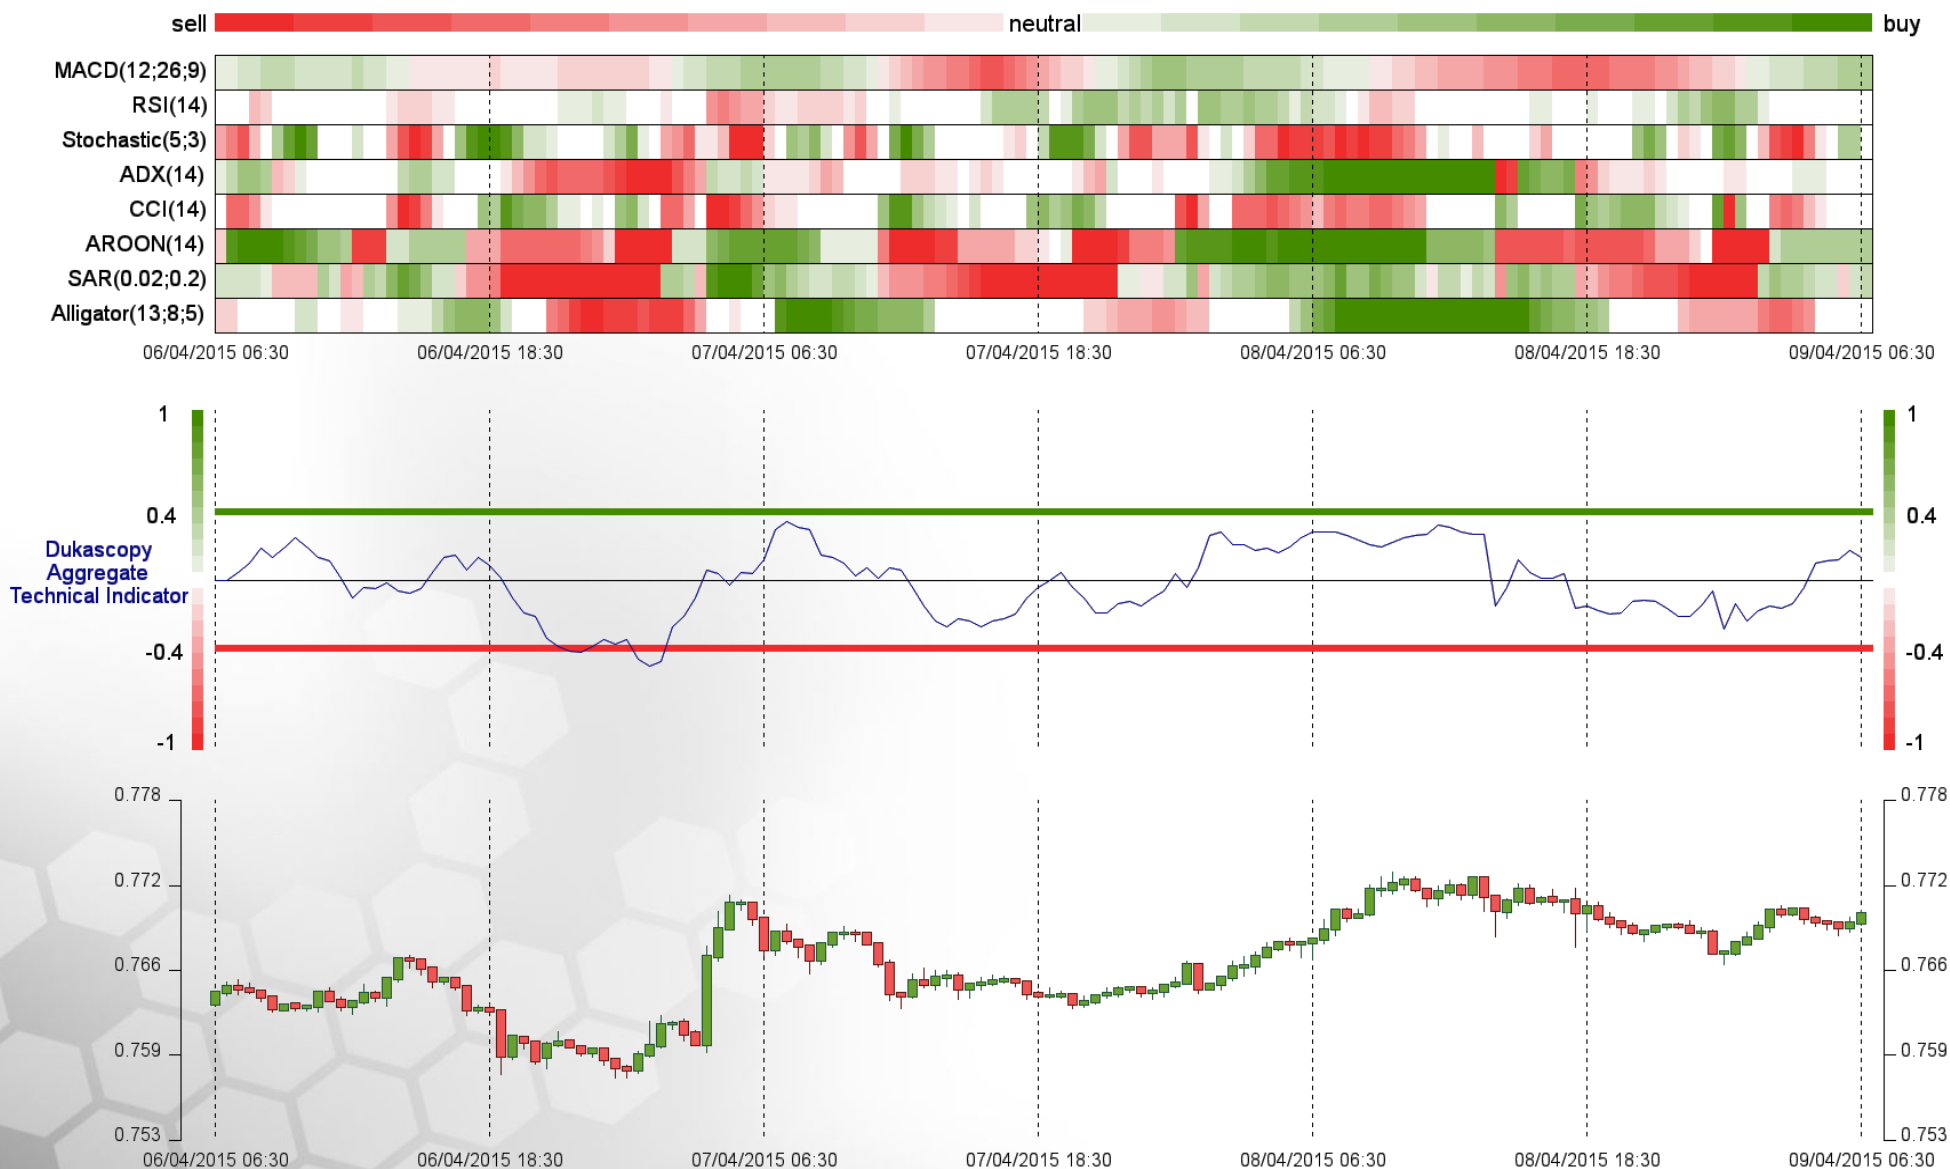 sell neutral buy
MACD(12;26;9)
RSI(14)
Stochastic(5;3)
ADX(14)
CCI(14)
AROON(14)
SAR(0.02;0.2)
Alligator(13;8;5)
06/04/2015 06:30 06/04/2015 18:30 07/04/2015 06:30 07/04/2015 18:30 08/04/2015 06:30 08/04/2015 18:30 09/04/2015 06:30
1 1
0.4 0.4
Dukascopy
Aggregate
Technical Indicator
-0.4 -0.4
-1 -1
0.778 0.778
0.772 0.772
0.766 0.766
0.759 0.759
0.753 0.753
06/04/2015 06:30 06/04/2015 18:30 07/04/2015 06:30 07/04/2015 18:30 08/04/2015 06:30 08/04/2015 18:30 09/04/2015 06:30